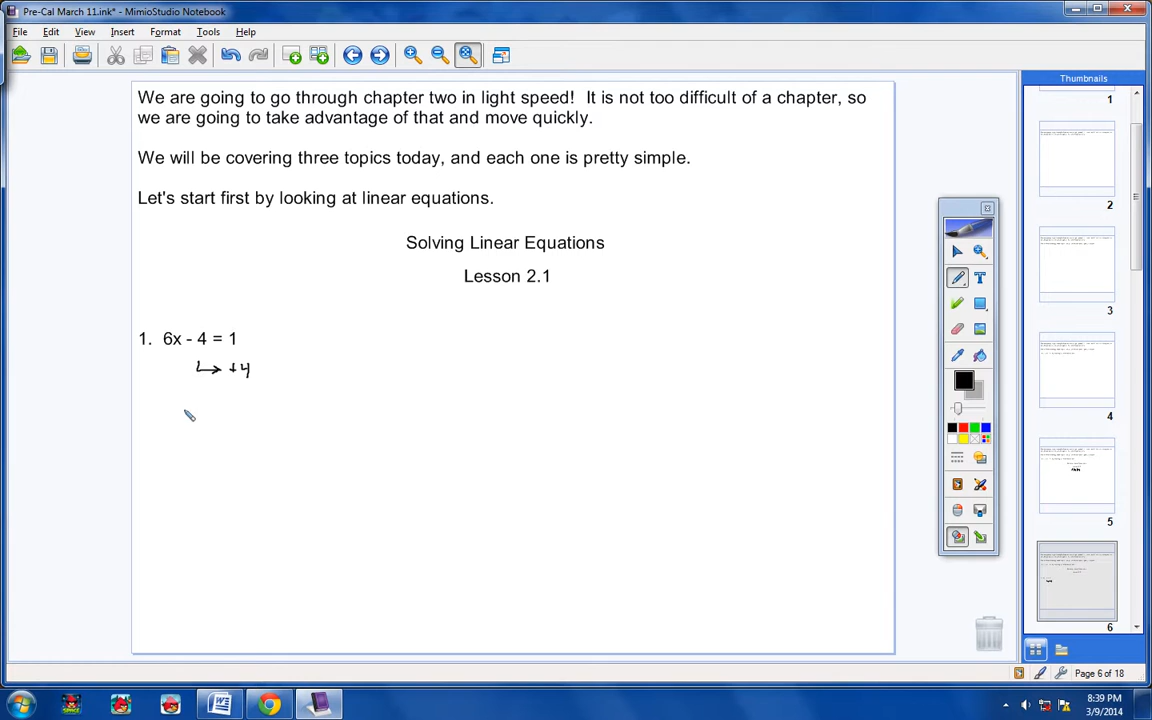 Pre-Cal March 11.ink* - MimioStudio Notebook
File Edit View Insert Format Tools Help
Thumbnails
We are going to go through chapter two in light speed! It is not too difficult of a chapter, so
we are going to take advantage of that and move quickly.
We will be covering three topics today, and each one is pretty simple.
Let's start first by looking at linear equations.
Solving Linear Equations
Lesson 2.1
1. 6x - 4 = 1
↳ +4
1
2
3
4
5
6
Page 6 of 18
8:39 PM
3/9/2014